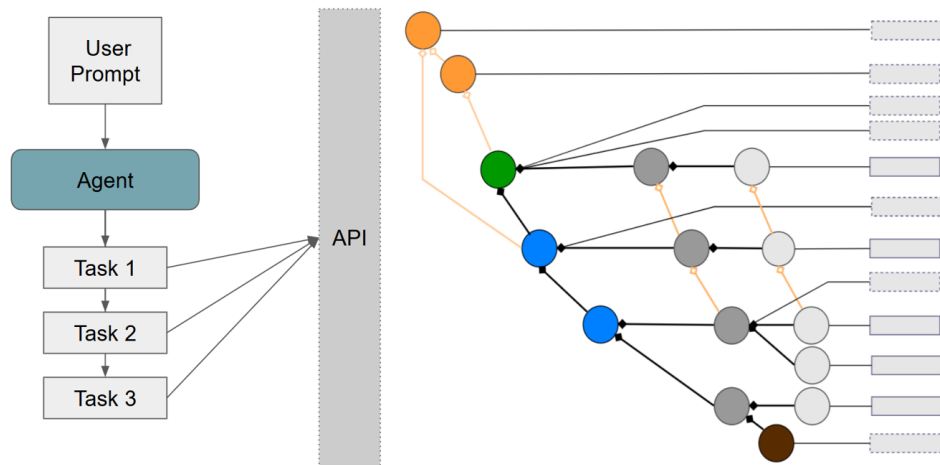 User
Prompt
Agent
Task 1
Task 2
Task 3
API